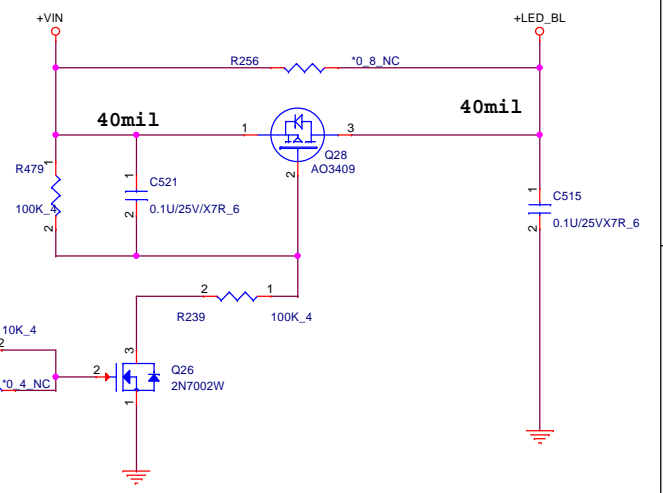 +VIN
+LED_BL
R256
*0_8_NC
40mil
40mil
1
3
Q28
AO3409
2
R479
1
100K_4
2
1
C521
2
0.1U/25V/X7R_6
1
C515
2
0.1U/25VX7R_6
2
1
R239
100K_4
10K_4
2
*0_4_NC
2
3
Q26
2N7002W
1